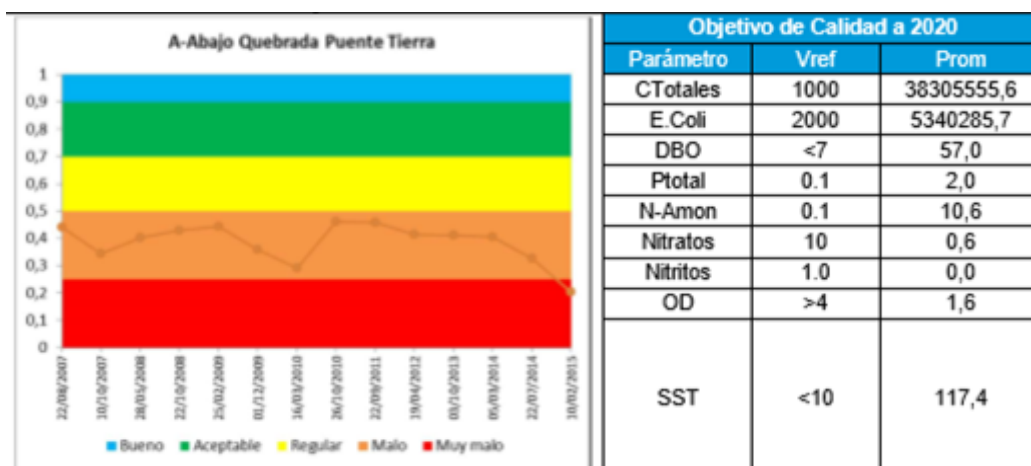 A-Abajo Quebrada Puente Tierra
1
0,9
0,8
0,7
0,6
0,5
0,4
0,3
0,2
0,1
0
22/08/2007
10/10/2007
28/03/2008
22/10/2008
25/02/2009
01/12/2009
16/03/2010
26/10/2010
22/09/2011
19/04/2012
03/10/2013
05/03/2014
22/07/2014
10/02/2015
Bueno Aceptable Regular Malo Muy malo
Objetivo de Calidad a 2020
Parámetro Vref Prom
CTotales 1000 38305555,6
E.Coli 2000 5340285,7
DBO <7 57,0
Ptotal 0.1 2,0
N-Amon 0.1 10,6
Nitratos 10 0,6
Nitritos 1.0 0,0
OD >4 1,6
SST <10 117,4